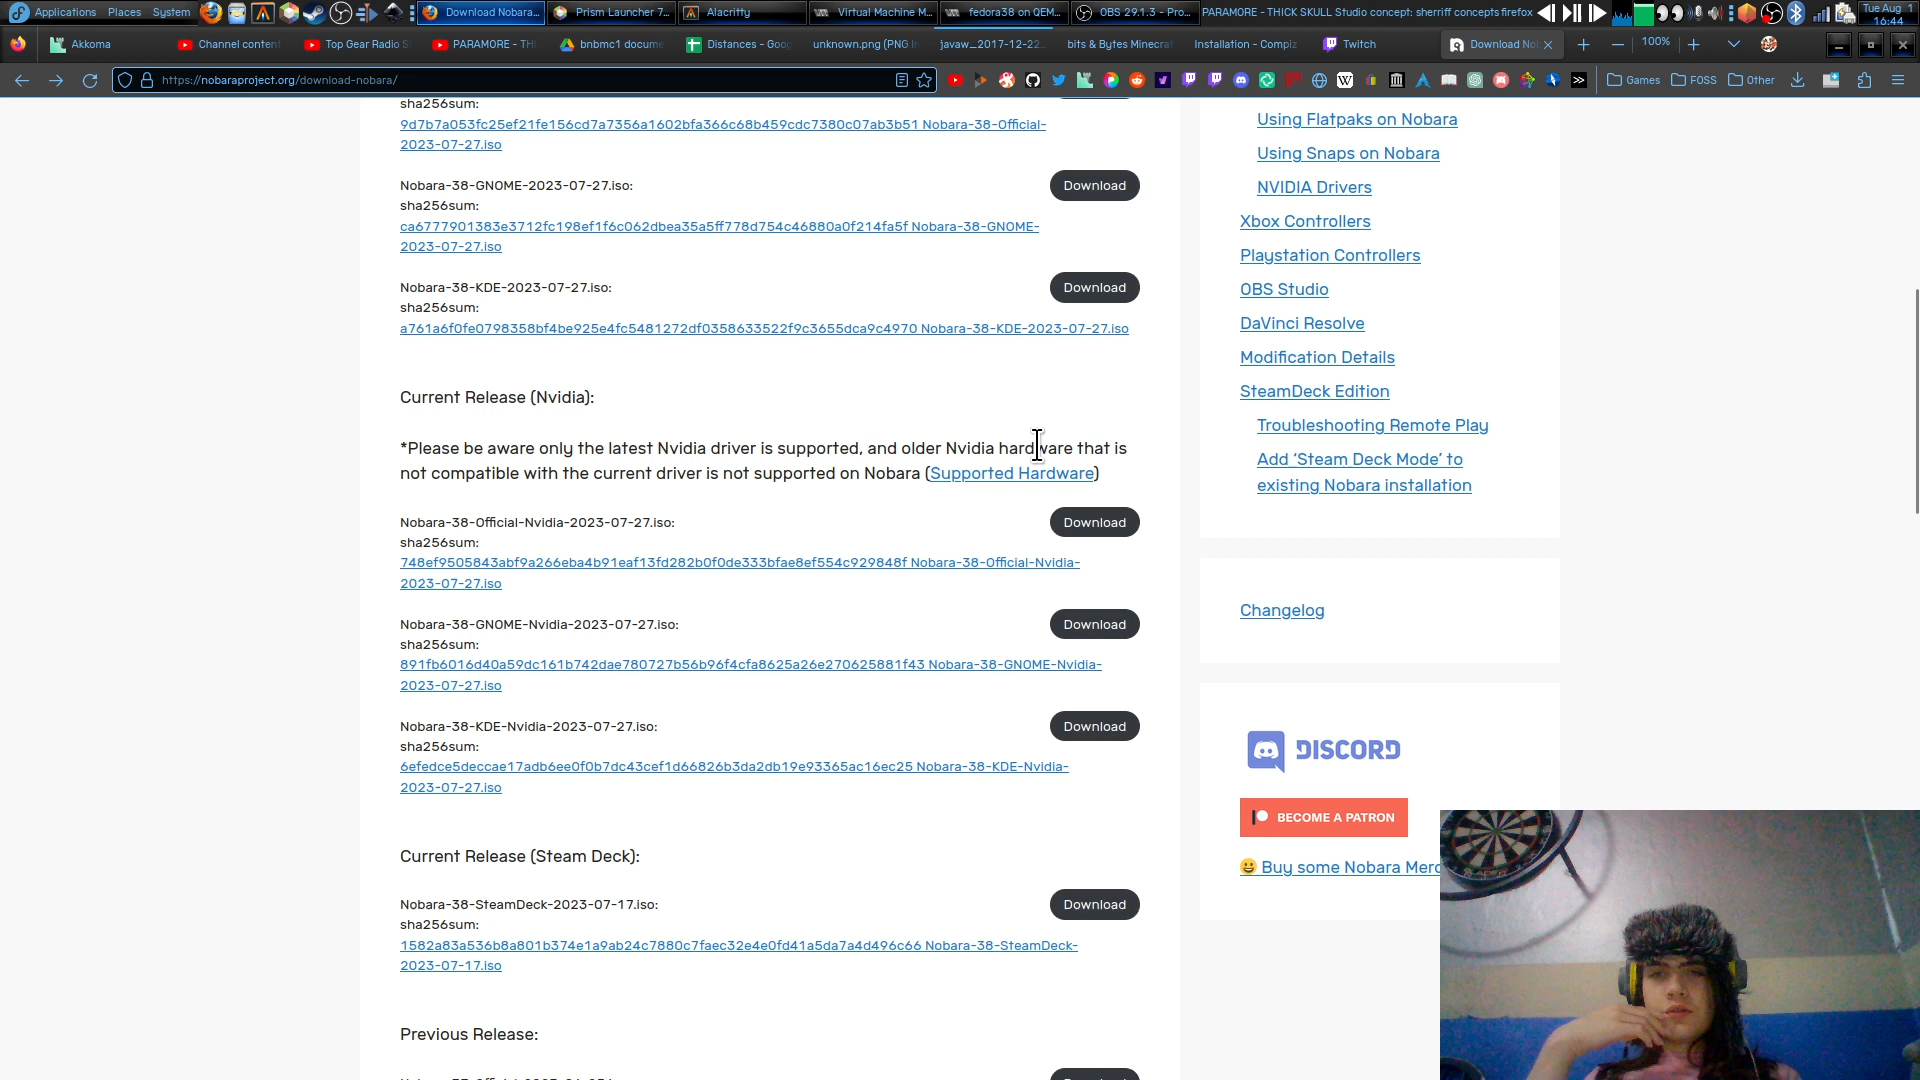 Applications Places System Download Nobara... Prism Launcher 7... Alacritty Virtual Machine M... fedora38 on QEM... OBS 29.1.3 - Pro... PARAMORE - THICK SKULL Studio concept: sherriff concepts firefox Tue Aug 1
16:44
Akkoma Channel content Top Gear Radio S PARAMORE - TH bnbmc1 docume Distances - Goo unknown.png (PNG I javaw_2017-12-22... bits & Bytes Minecraf Installation - Compiz Twitch Download No 100%
https://nobaraproject.org/download-nobara/ Games FOSS Other
sha256sum:
9d7b7a053fc25ef21fe156cd7a7356a1602bfa366c68b459cdc7380c07ab3b51 Nobara-38-Official-
2023-07-27.iso
Nobara-38-GNOME-2023-07-27.iso: Download
sha256sum:
ca6777901383e3712fc198ef1f6c062dbea35a5ff778d754c46880a0f214fa5f Nobara-38-GNOME-
2023-07-27.iso
Nobara-38-KDE-2023-07-27.iso: Download
sha256sum:
a761a6f0fe0798358bf4be925e4fc5481272df0358633522f9c3655dca9c4970 Nobara-38-KDE-2023-07-27.iso
Current Release (Nvidia):
*Please be aware only the latest Nvidia driver is supported, and older Nvidia hardware that is
not compatible with the current driver is not supported on Nobara (Supported Hardware)
Nobara-38-Official-Nvidia-2023-07-27.iso: Download
sha256sum:
748ef9505843abf9a266eba4b91eaf13fd282b0f0de333bfae8ef554c929848f Nobara-38-Official-Nvidia-
2023-07-27.iso
Nobara-38-GNOME-Nvidia-2023-07-27.iso: Download
sha256sum:
891fb6016d40a59dc161b742dae780727b56b96f4cfa8625a26e270625881f43 Nobara-38-GNOME-Nvidia-
2023-07-27.iso
Nobara-38-KDE-Nvidia-2023-07-27.iso: Download
sha256sum:
6efedce5deccae17adb6ee0f0b7dc43cef1d66826b3da2db19e93365ac16ec25 Nobara-38-KDE-Nvidia-
2023-07-27.iso
Current Release (Steam Deck):
Nobara-38-SteamDeck-2023-07-17.iso: Download
sha256sum:
1582a83a536b8a801b374e1a9ab24c7880c7faec32e4e0fd41a5da7a4d496c66 Nobara-38-SteamDeck-
2023-07-17.iso
Previous Release:
Using Flatpaks on Nobara
Using Snaps on Nobara
NVIDIA Drivers
Xbox Controllers
Playstation Controllers
OBS Studio
DaVinci Resolve
Modification Details
SteamDeck Edition
Troubleshooting Remote Play
Add ‘Steam Deck Mode’ to
existing Nobara installation
Changelog
DISCORD
BECOME A PATRON
Buy some Nobara Merc